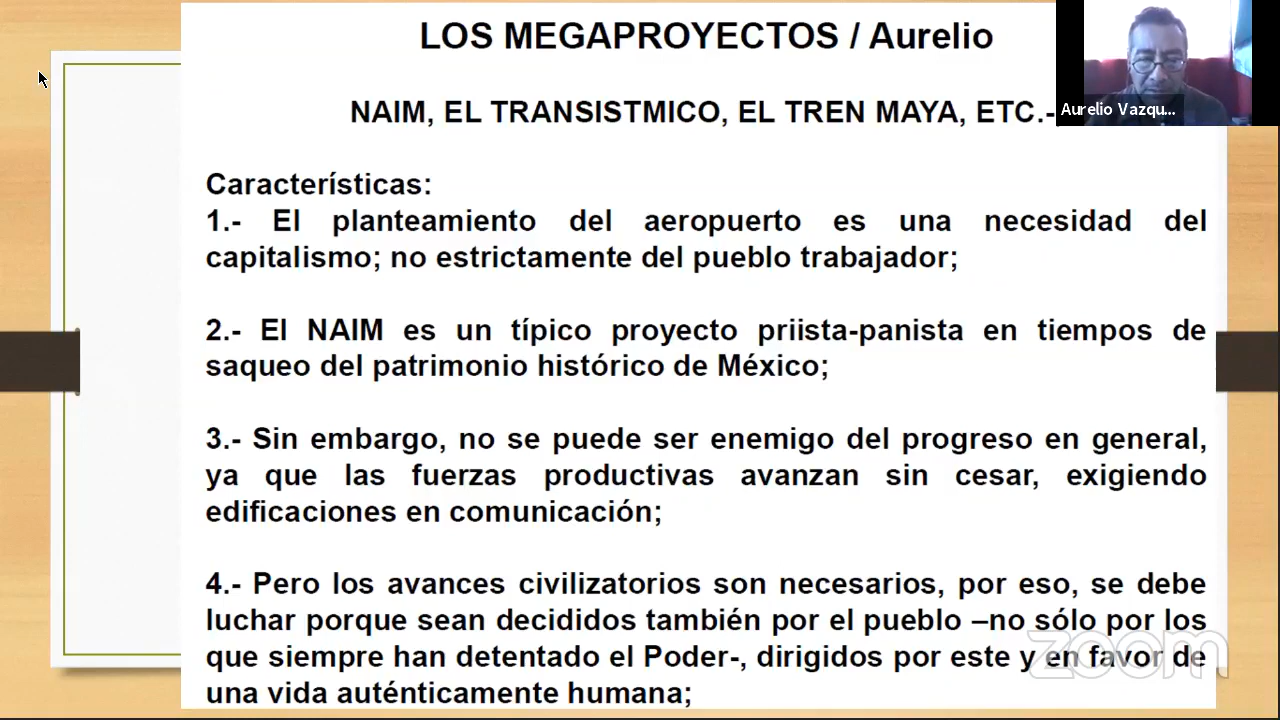 LOS MEGAPROYECTOS / Aurelio
NAIM, EL TRANSISTMICO, EL TREN MAYA, ETC.-
Aurelio Vazqu...
Características:
1.- El planteamiento del aeropuerto es una necesidad del
capitalismo; no estrictamente del pueblo trabajador;
2.- El NAIM es un típico proyecto priista-panista en tiempos de
saqueo del patrimonio histórico de México;
3.- Sin embargo, no se puede ser enemigo del progreso en general,
ya que las fuerzas productivas avanzan sin cesar, exigiendo
edificaciones en comunicación;
4.- Pero los avances civilizatorios son necesarios, por eso, se debe
luchar porque sean decididos también por el pueblo –no sólo por los
que siempre han detentado el Poder-, dirigidos por este y en favor de
una vida auténticamente humana;
zoom